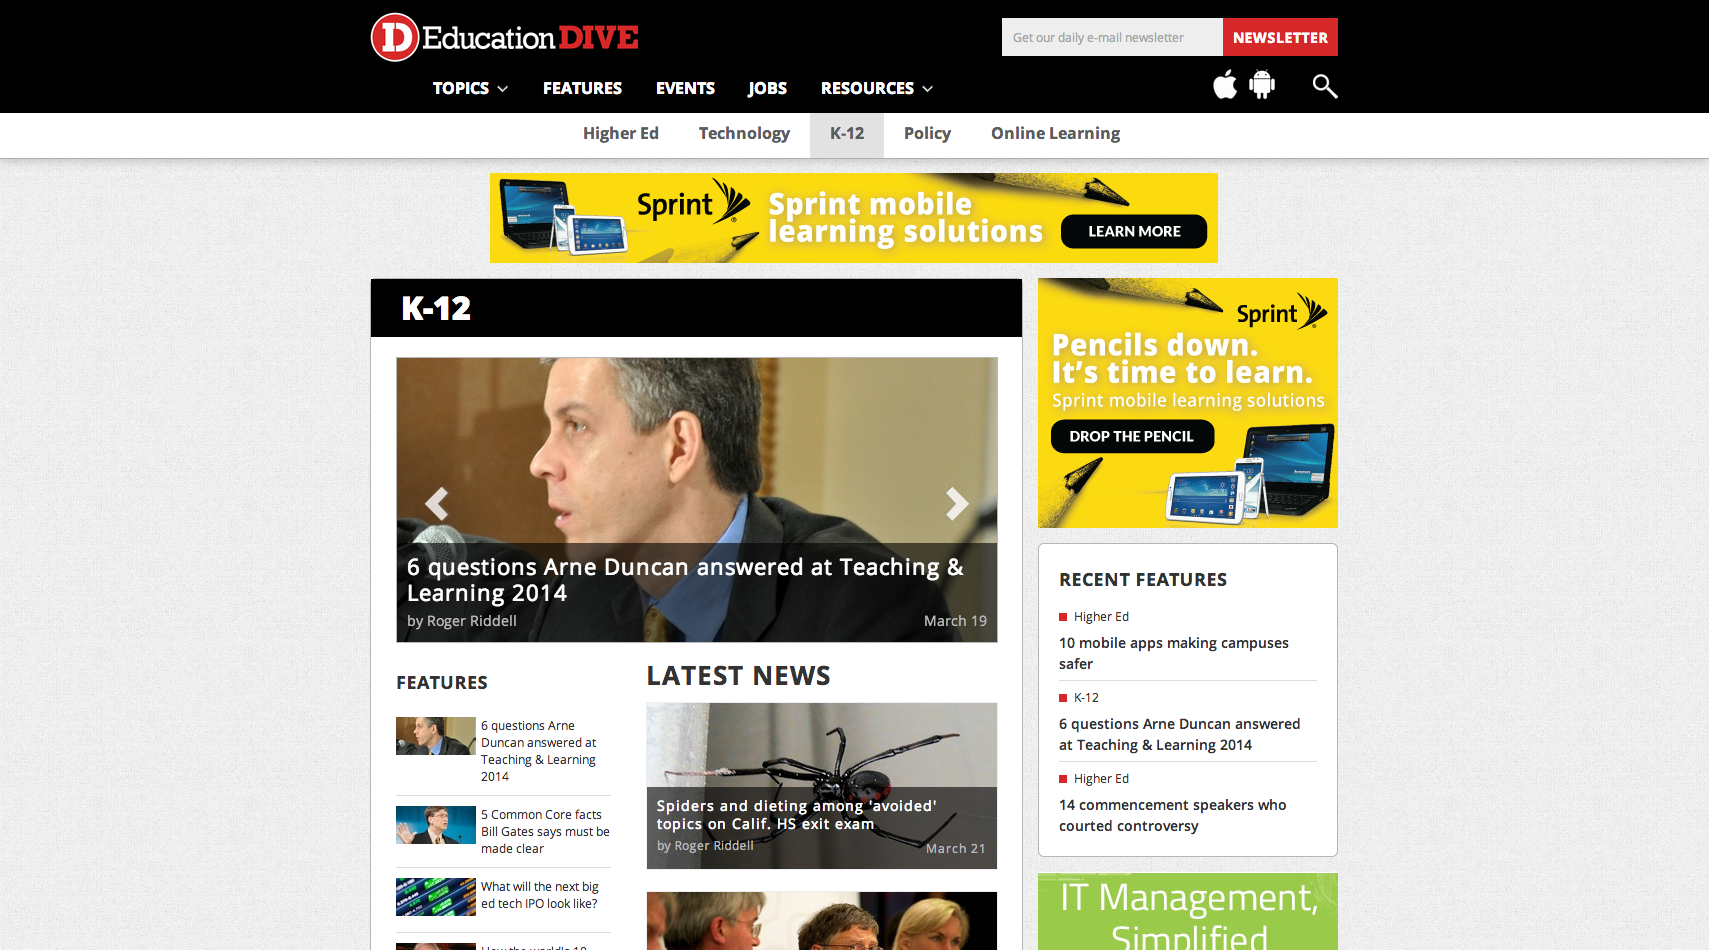 D Education DIVE
Get our daily e-mail newsletter
NEWSLETTER
TOPICS FEATURES EVENTS JOBS RESOURCES
Higher Ed Technology K-12 Policy Online Learning
Sprint
Sprint mobile
learning solutions
LEARN MORE
K-12
6 questions Arne Duncan answered at Teaching &
Learning 2014
by Roger Riddell
March 19
FEATURES
6 questions Arne
Duncan answered at
Teaching & Learning
2014
5 Common Core facts
Bill Gates says must be
made clear
What will the next big
ed tech IPO look like?
LATEST NEWS
Spiders and dieting among 'avoided'
topics on Calif. HS exit exam
by Roger Riddell
March 21
Sprint
Pencils down.
It's time to learn.
Sprint mobile learning solutions
DROP THE PENCIL
RECENT FEATURES
Higher Ed
10 mobile apps making campuses
safer
K-12
6 questions Arne Duncan answered
at Teaching & Learning 2014
Higher Ed
14 commencement speakers who
courted controversy
IT Management,
Simplified